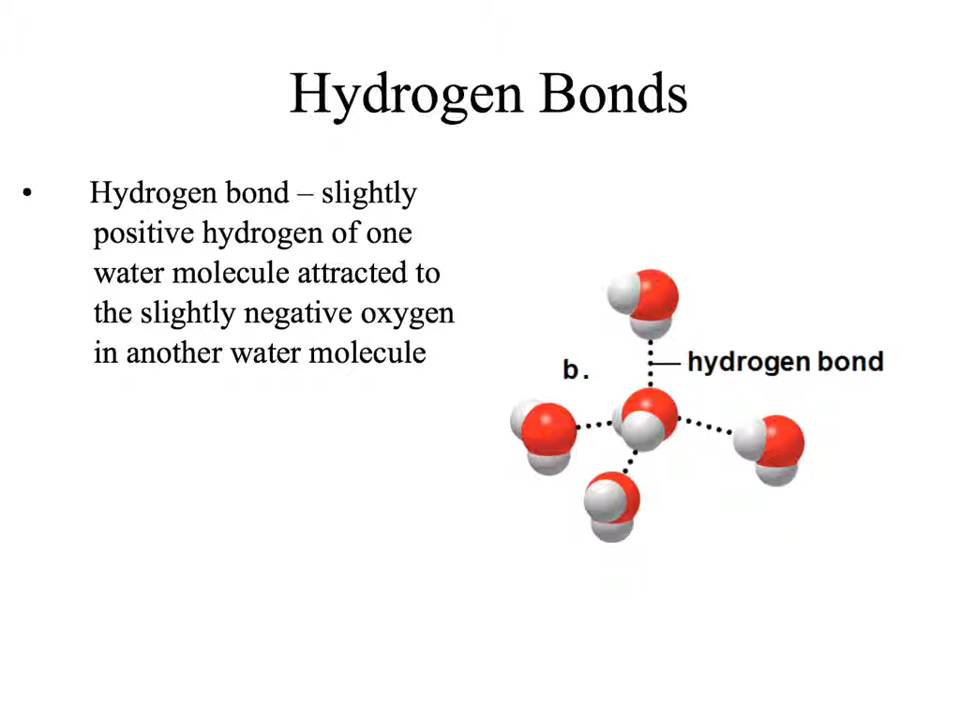 Hydrogen Bonds
• Hydrogen bond – slightly
positive hydrogen of one
water molecule attracted to
the slightly negative oxygen
in another water molecule
hydrogen bond
b.